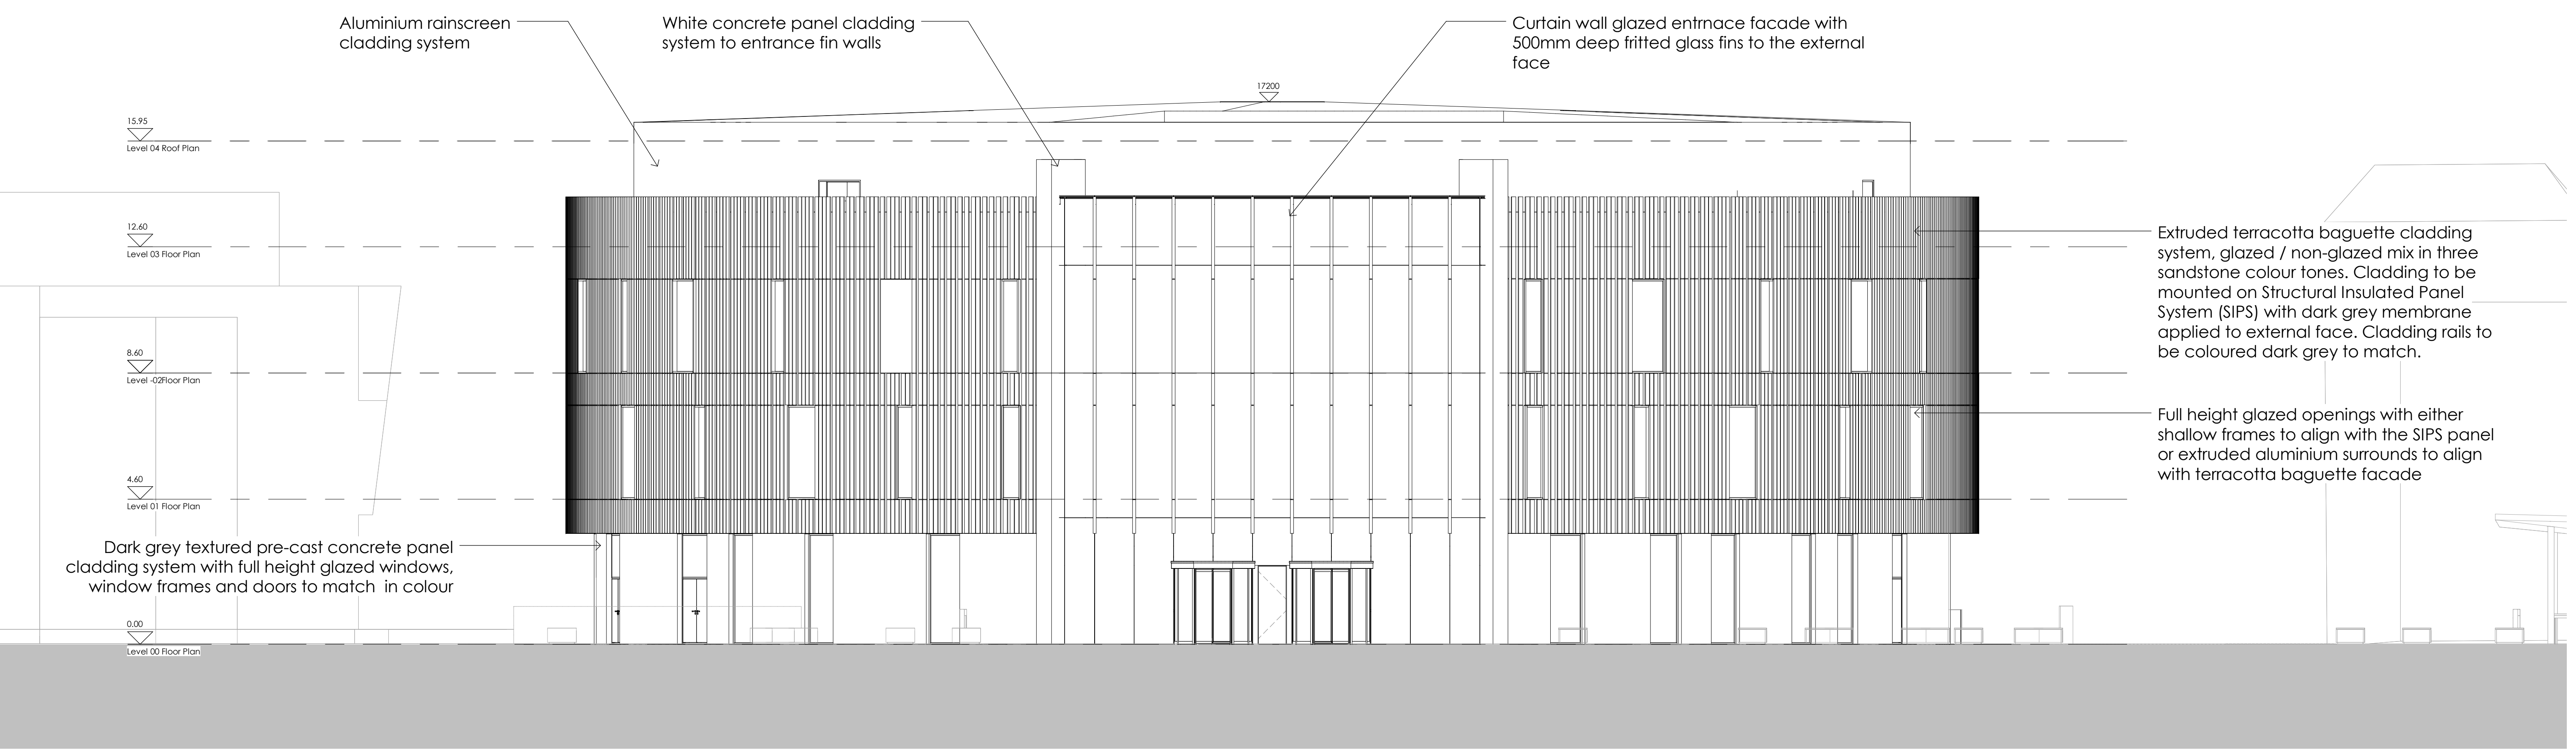 Aluminium rainscreen
cladding system
White concrete panel cladding
system to entrance fin walls
Curtain wall glazed entrnace facade with
500mm deep fritted glass fins to the external
face
17200
15.95
Level 04 Roof Plan
12.60
Level 03 Floor Plan
Extruded terracotta baguette cladding
system, glazed / non-glazed mix in three
sandstone colour tones. Cladding to be
mounted on Structural Insulated Panel
System (SIPS) with dark grey membrane
applied to external face. Cladding rails to
be coloured dark grey to match.
8.60
Level -02Floor Plan
Full height glazed openings with either
shallow frames to align with the SIPS panel
or extruded aluminium surrounds to align
with terracotta baguette facade
4.60
Level 01 Floor Plan
Dark grey textured pre-cast concrete panel
cladding system with full height glazed windows,
window frames and doors to match in colour
0.00
Level 00 Floor Plan